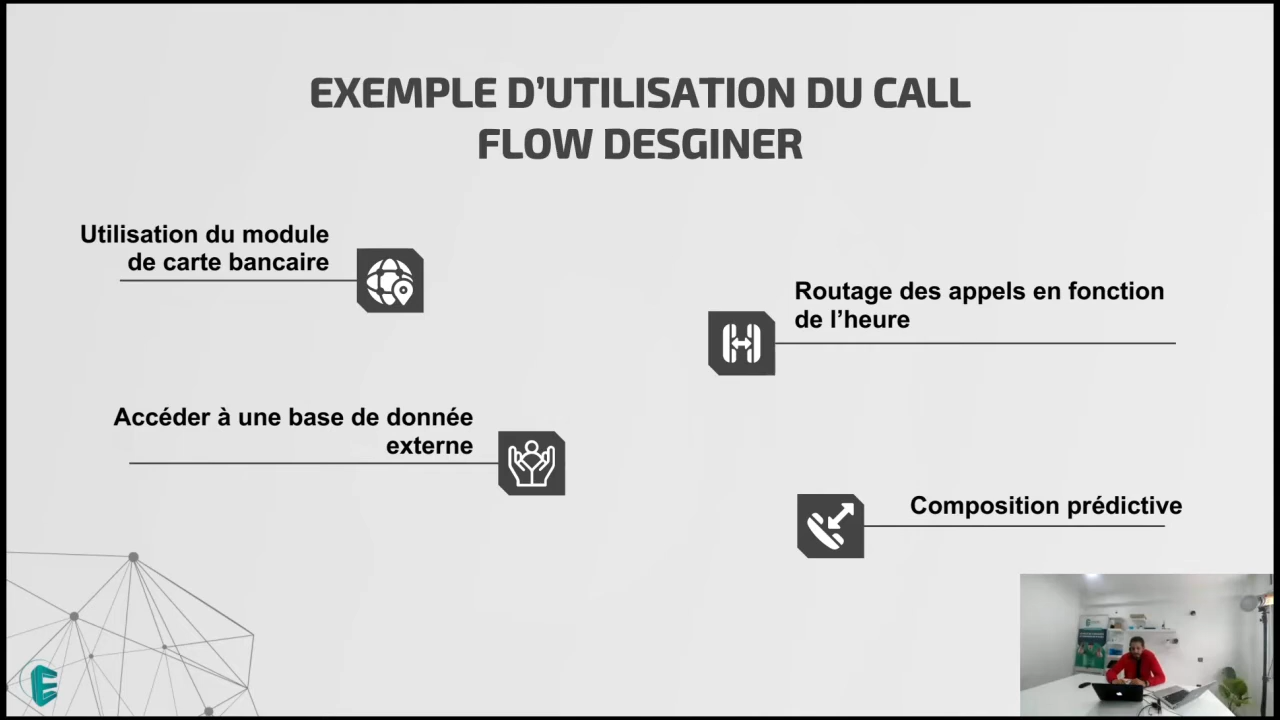 EXEMPLE D’UTILISATION DU CALL
FLOW DESGINER
Utilisation du module
de carte bancaire
Routage des appels en fonction
de l’heure
Accéder à une base de donnée
externe
Composition prédictive